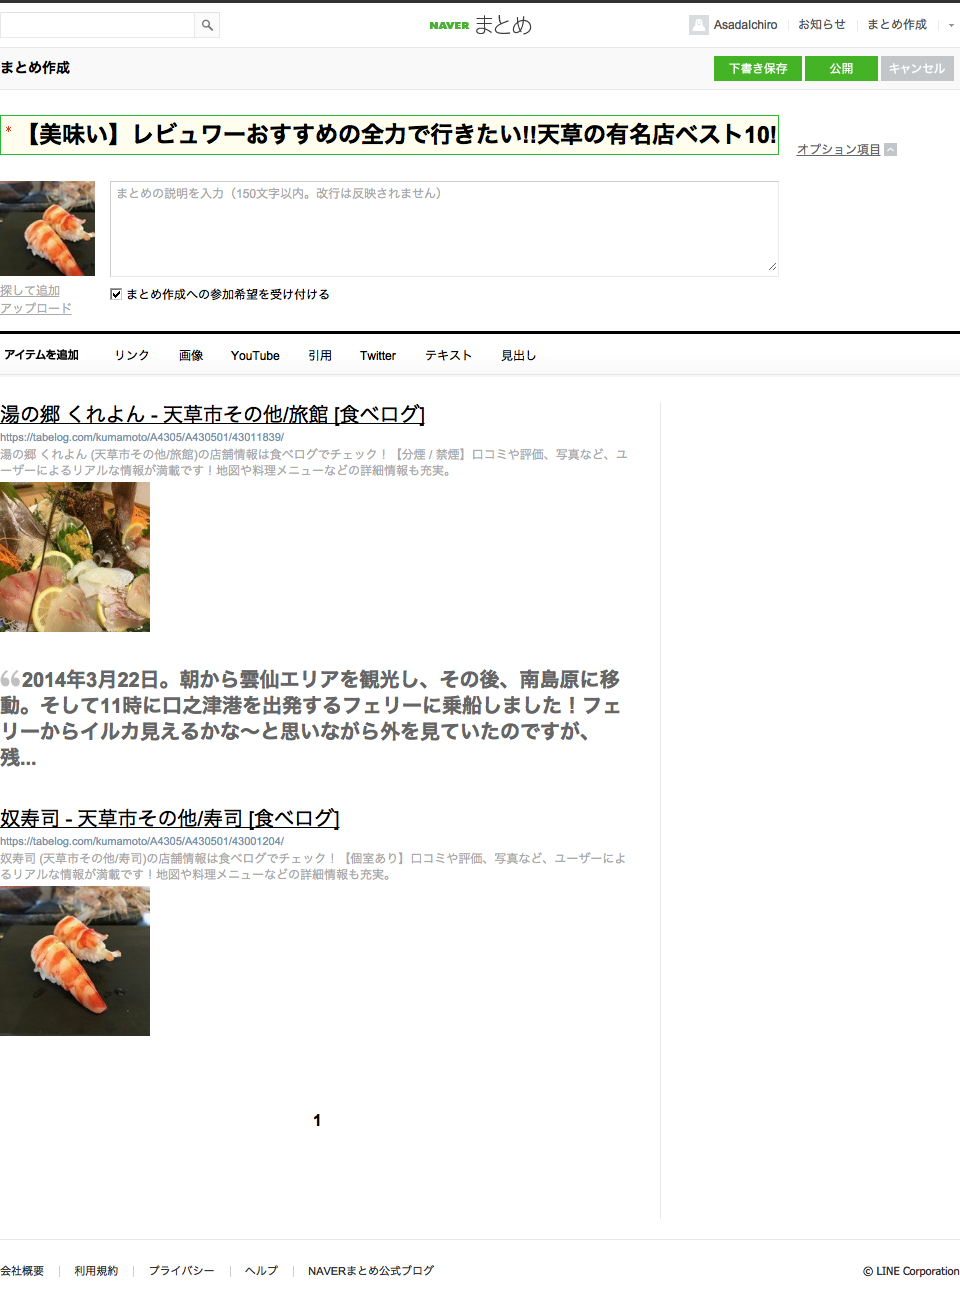 NAVER まとめ
AsadaIchiro お知らせ まとめ作成
まとめ作成
下書き保存 公開 キャンセル
* 【美味い】レビュワーおすすめの全力で行きたい!!天草の有名店ベスト10!
オプション項目
まとめの説明を入力（150文字以内。改行は反映されません）
探して追加
アップロード
まとめ作成への参加希望を受け付ける
アイテムを追加 リンク 画像 YouTube 引用 Twitter テキスト 見出し
湯の郷 くれよん - 天草市その他/旅館 [食べログ]
https://tabelog.com/kumamoto/A4305/A430501/43011839/
湯の郷 くれよん (天草市その他/旅館)の店舗情報は食べログでチェック！【分煙 / 禁煙】口コミや評価、写真など、ユ
ーザーによるリアルな情報が満載です！地図や料理メニューなどの詳細情報も充実。
“2014年3月22日。朝から雲仙エリアを観光し、その後、南島原に移
動。そして11時に口之津港を出発するフェリーに乗船しました！フェ
リーからイルカ見えるかな～と思いながら外を見ていたのですが、
残...
奴寿司 - 天草市その他/寿司 [食べログ]
https://tabelog.com/kumamoto/A4305/A430501/43001204/
奴寿司 (天草市その他/寿司)の店舗情報は食べログでチェック！【個室あり】口コミや評価、写真など、ユーザーによ
るリアルな情報が満載です！地図や料理メニューなどの詳細情報も充実。
1
会社概要 利用規約 プライバシー ヘルプ NAVERまとめ公式ブログ
© LINE Corporation